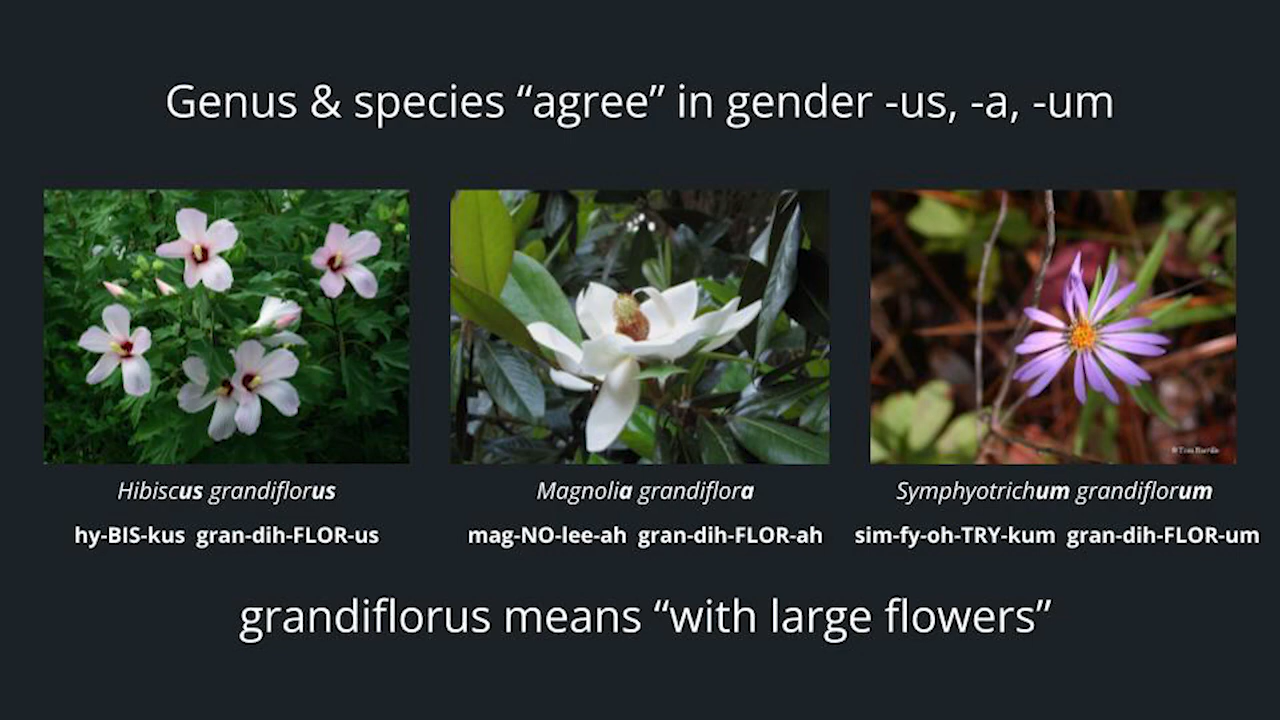 Genus & species “agree” in gender -us, -a, -um
Hibiscus grandiflorus
Magnolia grandiflora
Symphyotrichum grandiflorum
hy-BIS-kus gran-dih-FLOR-us
mag-NO-lee-ah gran-dih-FLOR-ah
sim-fy-oh-TRY-kum gran-dih-FLOR-um
grandiflorus means “with large flowers”